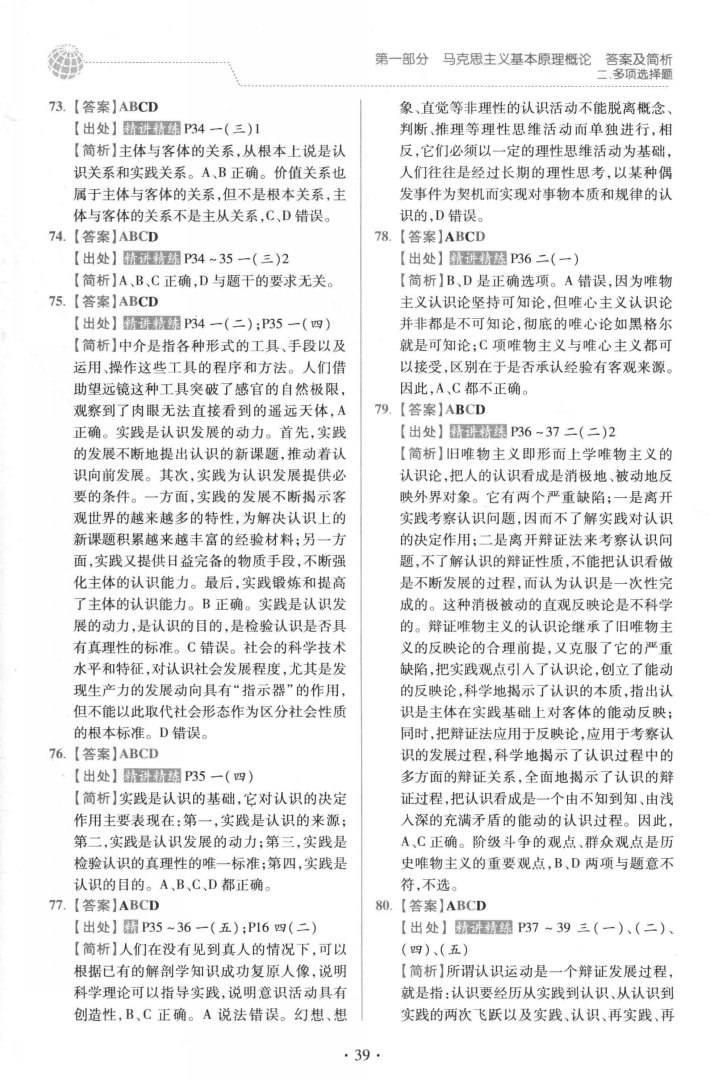 第一部分 马克思主义基本原理概论 答案及简析
二、多项选择题
73.【答案】ABCD
【出处】精讲精练 P34 一(三)1
【简析】主体与客体的关系,从根本上说是认
识关系和实践关系。A、B 正确。价值关系也
属于主体与客体的关系,但不是根本关系,主
体与客体的关系不是主从关系,C、D 错误。
74.【答案】ABCD
【出处】精讲精练 P34~35 一(三)2
【简析】A、B、C 正确,D 与题干的要求无关。
75.【答案】ABCD
【出处】精讲精练 P34 一(二);P35 一(四)
【简析】中介是指各种形式的工具、手段以及
运用、操作这些工具的程序和方法。人们借
助望远镜这种工具突破了感官的自然极限,
观察到了肉眼无法直接看到的遥远天体,A
正确。实践是认识发展的动力。首先,实践
的发展不断地提出认识的新课题,推动着认
识向前发展。其次,实践为认识发展提供必
要的条件。一方面,实践的发展不断揭示客
观世界的越来越多的特性,为解决认识上的
新课题积累越来越丰富的经验材料;另一方
面,实践又提供日益完备的物质手段,不断强
化主体的认识能力。最后,实践锻炼和提高
了主体的认识能力。B 正确。实践是认识发
展的动力,是认识的目的,是检验认识是否具
有真理性的标准。C 错误。社会的科学技术
水平和特征,对认识社会发展程度,尤其是发
现生产力的发展动向具有“指示器”的作用,
但不能以此取代社会形态作为区分社会性质
的根本标准。D 错误。
76.【答案】ABCD
【出处】精讲精练 P35 一(四)
【简析】实践是认识的基础,它对认识的决定
作用主要表现在:第一,实践是认识的来源;
第二,实践是认识发展的动力;第三,实践是
检验认识的真理性的唯一标准;第四,实践是
认识的目的。A、B、C、D 都正确。
77.【答案】ABCD
【出处】精 P35~36 一(五);P16 四(二)
【简析】人们在没有见到真人的情况下,可以
根据已有的解剖学知识成功复原人像,说明
科学理论可以指导实践,说明意识活动具有
创造性,B、C 正确。A 说法错误。幻想、想
象、直觉等非理性的认识活动不能脱离概念、
判断、推理等理性思维活动而单独进行,相
反,它们必须以一定的理性思维活动为基础,
人们往往是经过长期的理性思考,以某种偶
发事件为契机而实现对事物本质和规律的认
识的,D 错误。
78.【答案】ABCD
【出处】精讲精练 P36 二(一)
【简析】B、D 是正确选项。A 错误,因为唯物
主义认识论坚持可知论,但唯心主义认识论
并非都是不可知论,彻底的唯心论如黑格尔
就是可知论;C 项唯物主义与唯心主义都可
以接受,区别在于是否承认经验有客观来源。
因此,A、C 都不正确。
79.【答案】ABCD
【出处】精讲精练 P36~37 二(二)2
【简析】旧唯物主义即形而上学唯物主义的
认识论,把人的认识看成是消极地、被动地反
映外界对象。它有两个严重缺陷;一是离开
实践考察认识问题,因而不了解实践对认识
的决定作用;二是离开辩证法来考察认识问
题,不了解认识的辩证性质,不能把认识看做
是不断发展的过程,而认为认识是一次性完
成的。这种消极被动的直观反映论是不科学
的。辩证唯物主义的认识论继承了旧唯物主
义的反映论的合理前提,又克服了它的严重
缺陷,把实践观点引入了认识论,创立了能动
的反映论,科学地揭示了认识的本质,指出认
识是主体在实践基础上对客体的能动反映;
同时,把辩证法应用于反映论,应用于考察认
识的发展过程,科学地揭示了认识过程中的
多方面的辩证关系,全面地揭示了认识的辩
证过程,把认识看成是一个由不知到知、由浅
入深的充满矛盾的能动的认识过程。因此,
A、C 正确。阶级斗争的观点、群众观点是历
史唯物主义的重要观点,B、D 两项与题意不
符,不选。
80.【答案】ABCD
【出处】精讲精练 P37~39 三(一)、(二)、
(四)、(五)
【简析】所谓认识运动是一个辩证发展过程,
就是指:认识要经历从实践到认识、从认识到
实践的两次飞跃以及实践、认识、再实践、再
· 39 ·